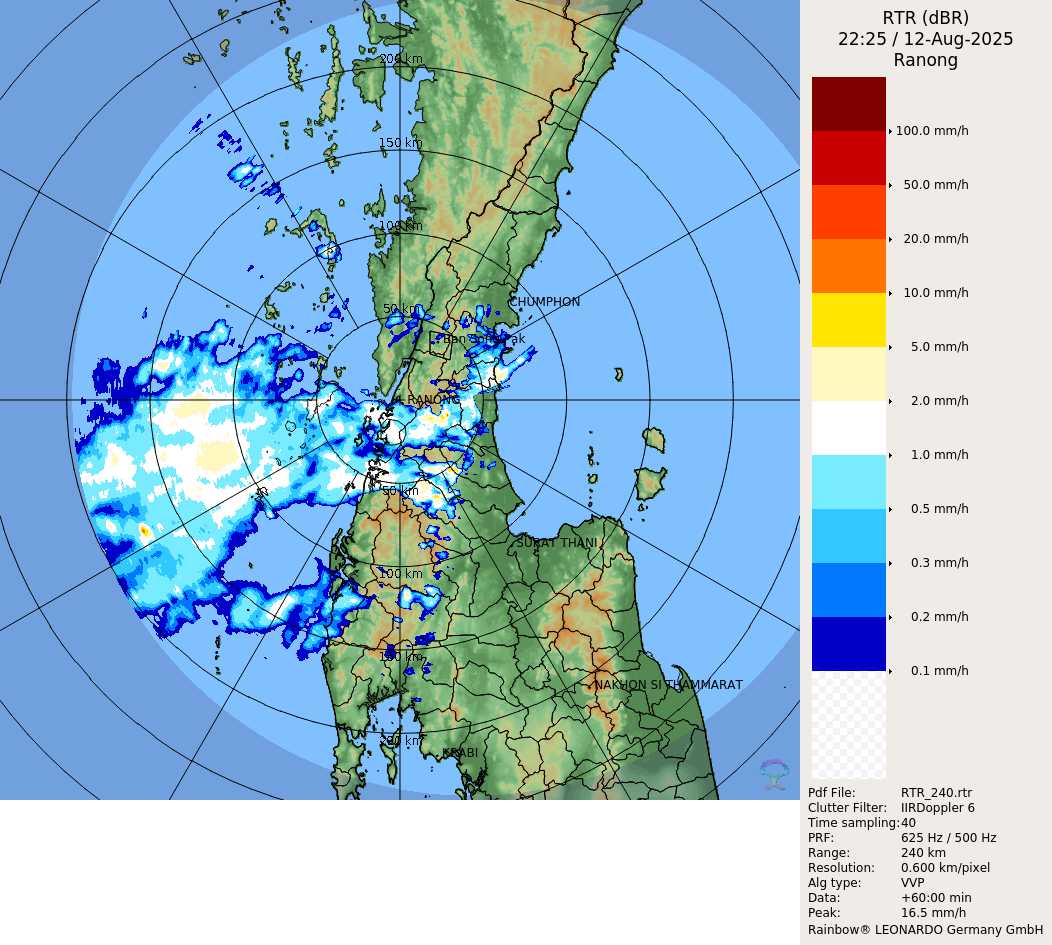 200 km
150 km
100 km
50 km
CHUMPHON
RANONG
50 km
SURAT THANI
100 km
150 km
NAKHON SI THAMMARAT
200 km
KRABI
RTR (dBR)
22:25 / 12-Aug-2025
Ranong
100.0 mm/h
50.0 mm/h
20.0 mm/h
10.0 mm/h
5.0 mm/h
2.0 mm/h
1.0 mm/h
0.5 mm/h
0.3 mm/h
0.2 mm/h
0.1 mm/h
Pdf File: RTR_240.rtr
Clutter Filter: IIRDoppler 6
Time sampling: 40
PRF: 625 Hz / 500 Hz
Range: 240 km
Resolution: 0.600 km/pixel
Alg type: VVP
Data: +60:00 min
Peak: 16.5 mm/h
Rainbow® LEONARDO Germany GmbH